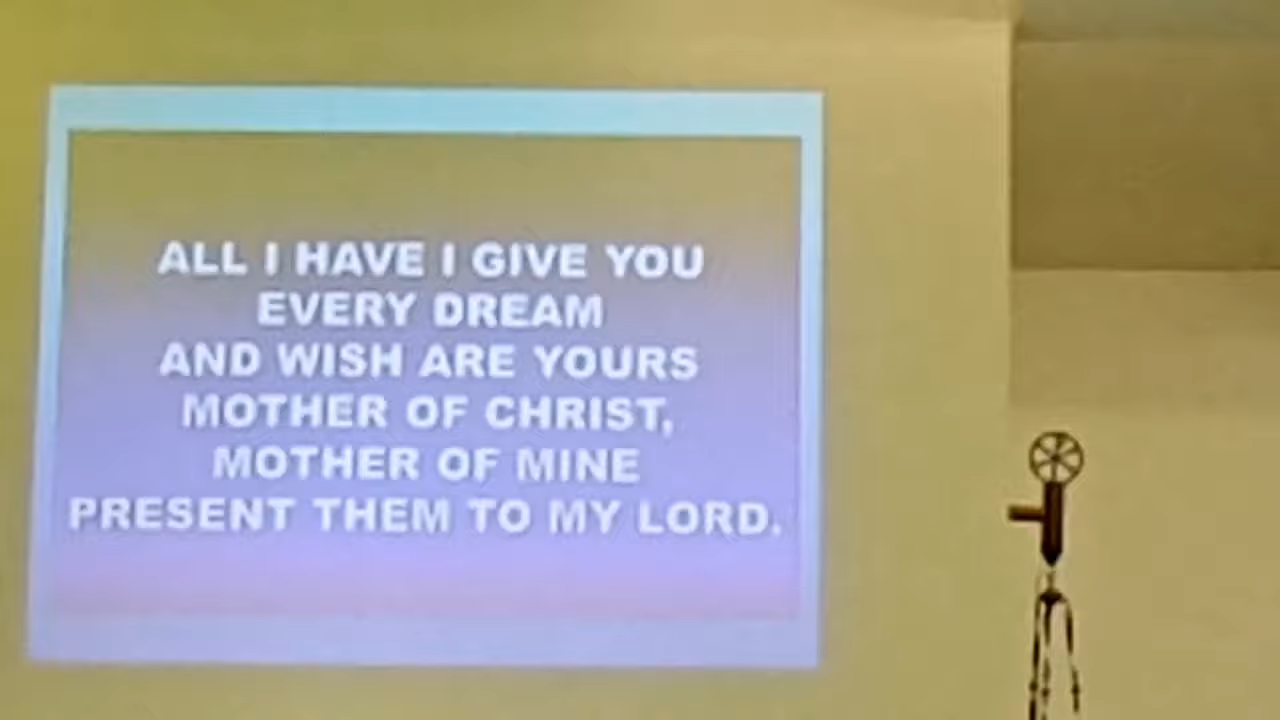 ALL I HAVE I GIVE YOU
EVERY DREAM
AND WISH ARE YOURS
MOTHER OF CHRIST,
MOTHER OF MINE
PRESENT THEM TO MY LORD.